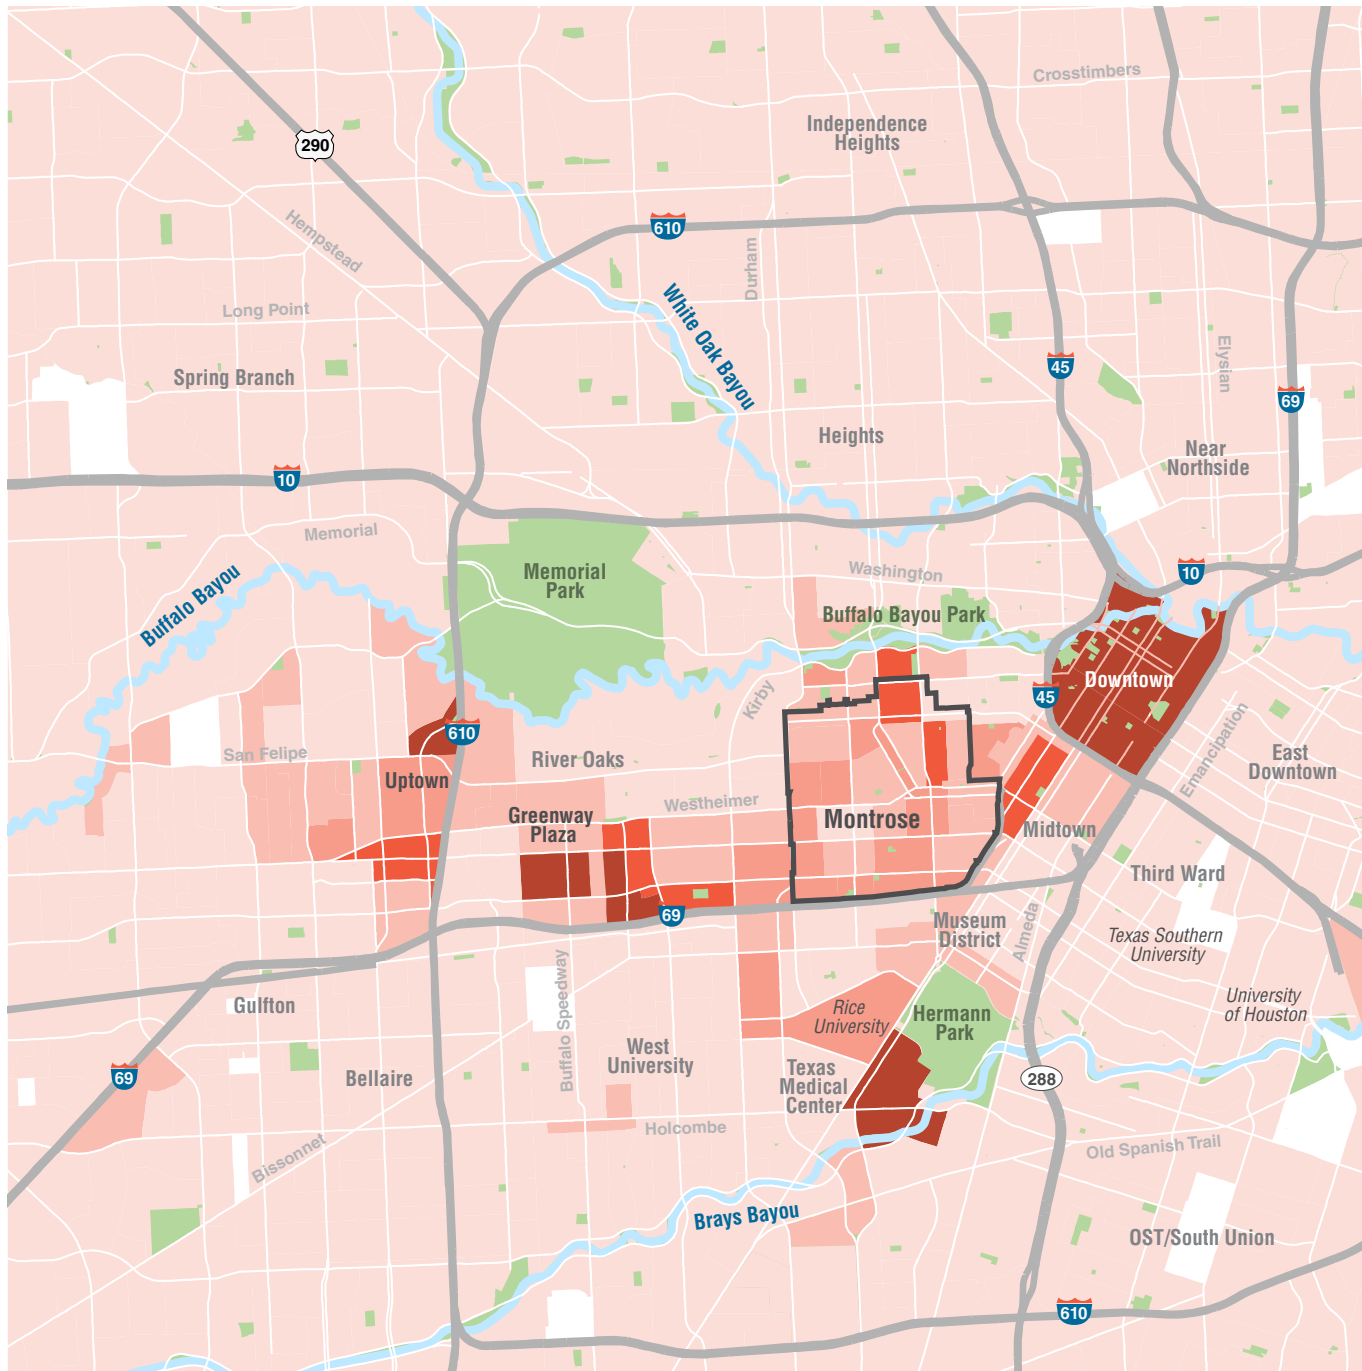 Crosstimbers
Independence
Heights
290
610
Hempstead
Durham
Long Point
White Oak Bayou
Elysian
45
Spring Branch
69
Heights
Near
Northside
10
Memorial
Washington
10
Memorial
Park
Buffalo Bayou
Buffalo Bayou Park
Downtown
45
Kirby
610
San Felipe
River Oaks
Emancipation
East
Downtown
Uptown
Westheimer
Greenway
Plaza
Montrose
Midtown
Third Ward
69
Museum
District
Almeda
Texas Southern
University
Buffalo Speedway
Gulfton
Rice
University
Hermann
Park
University
of Houston
West
University
69
Bellaire
Texas
Medical
Center
288
Holcombe
Bissonnet
Old Spanish Trail
Brays Bayou
OST/South Union
610